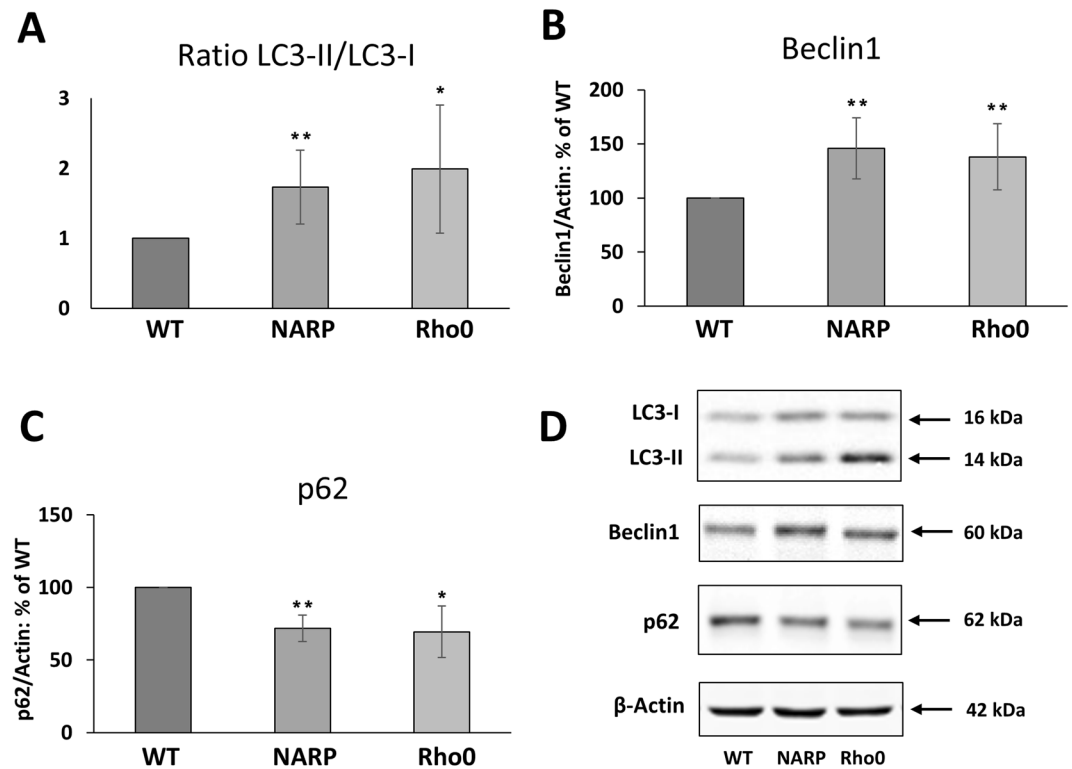 A
Ratio LC3-II/LC3-I
3
2
1
0
**
*
WT NARP Rho0
B
Beclin1
Beclin1/Actin: % of WT
200
150
100
50
0
**
**
WT NARP Rho0
C
p62
p62/Actin: % of WT
150
100
50
0
**
*
WT NARP Rho0
D
LC3-I 16 kDa
LC3-II 14 kDa
Beclin1 60 kDa
p62 62 kDa
β-Actin 42 kDa
WT NARP Rho0